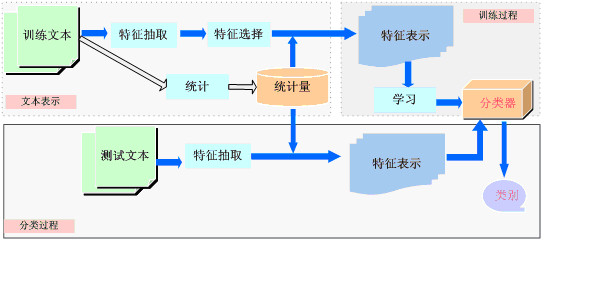 训练文本
特征抽取
特征选择
特征表示
训练过程
统计
统计量
学习
分类器
文本表示
测试文本
特征抽取
特征表示
类别
分类过程